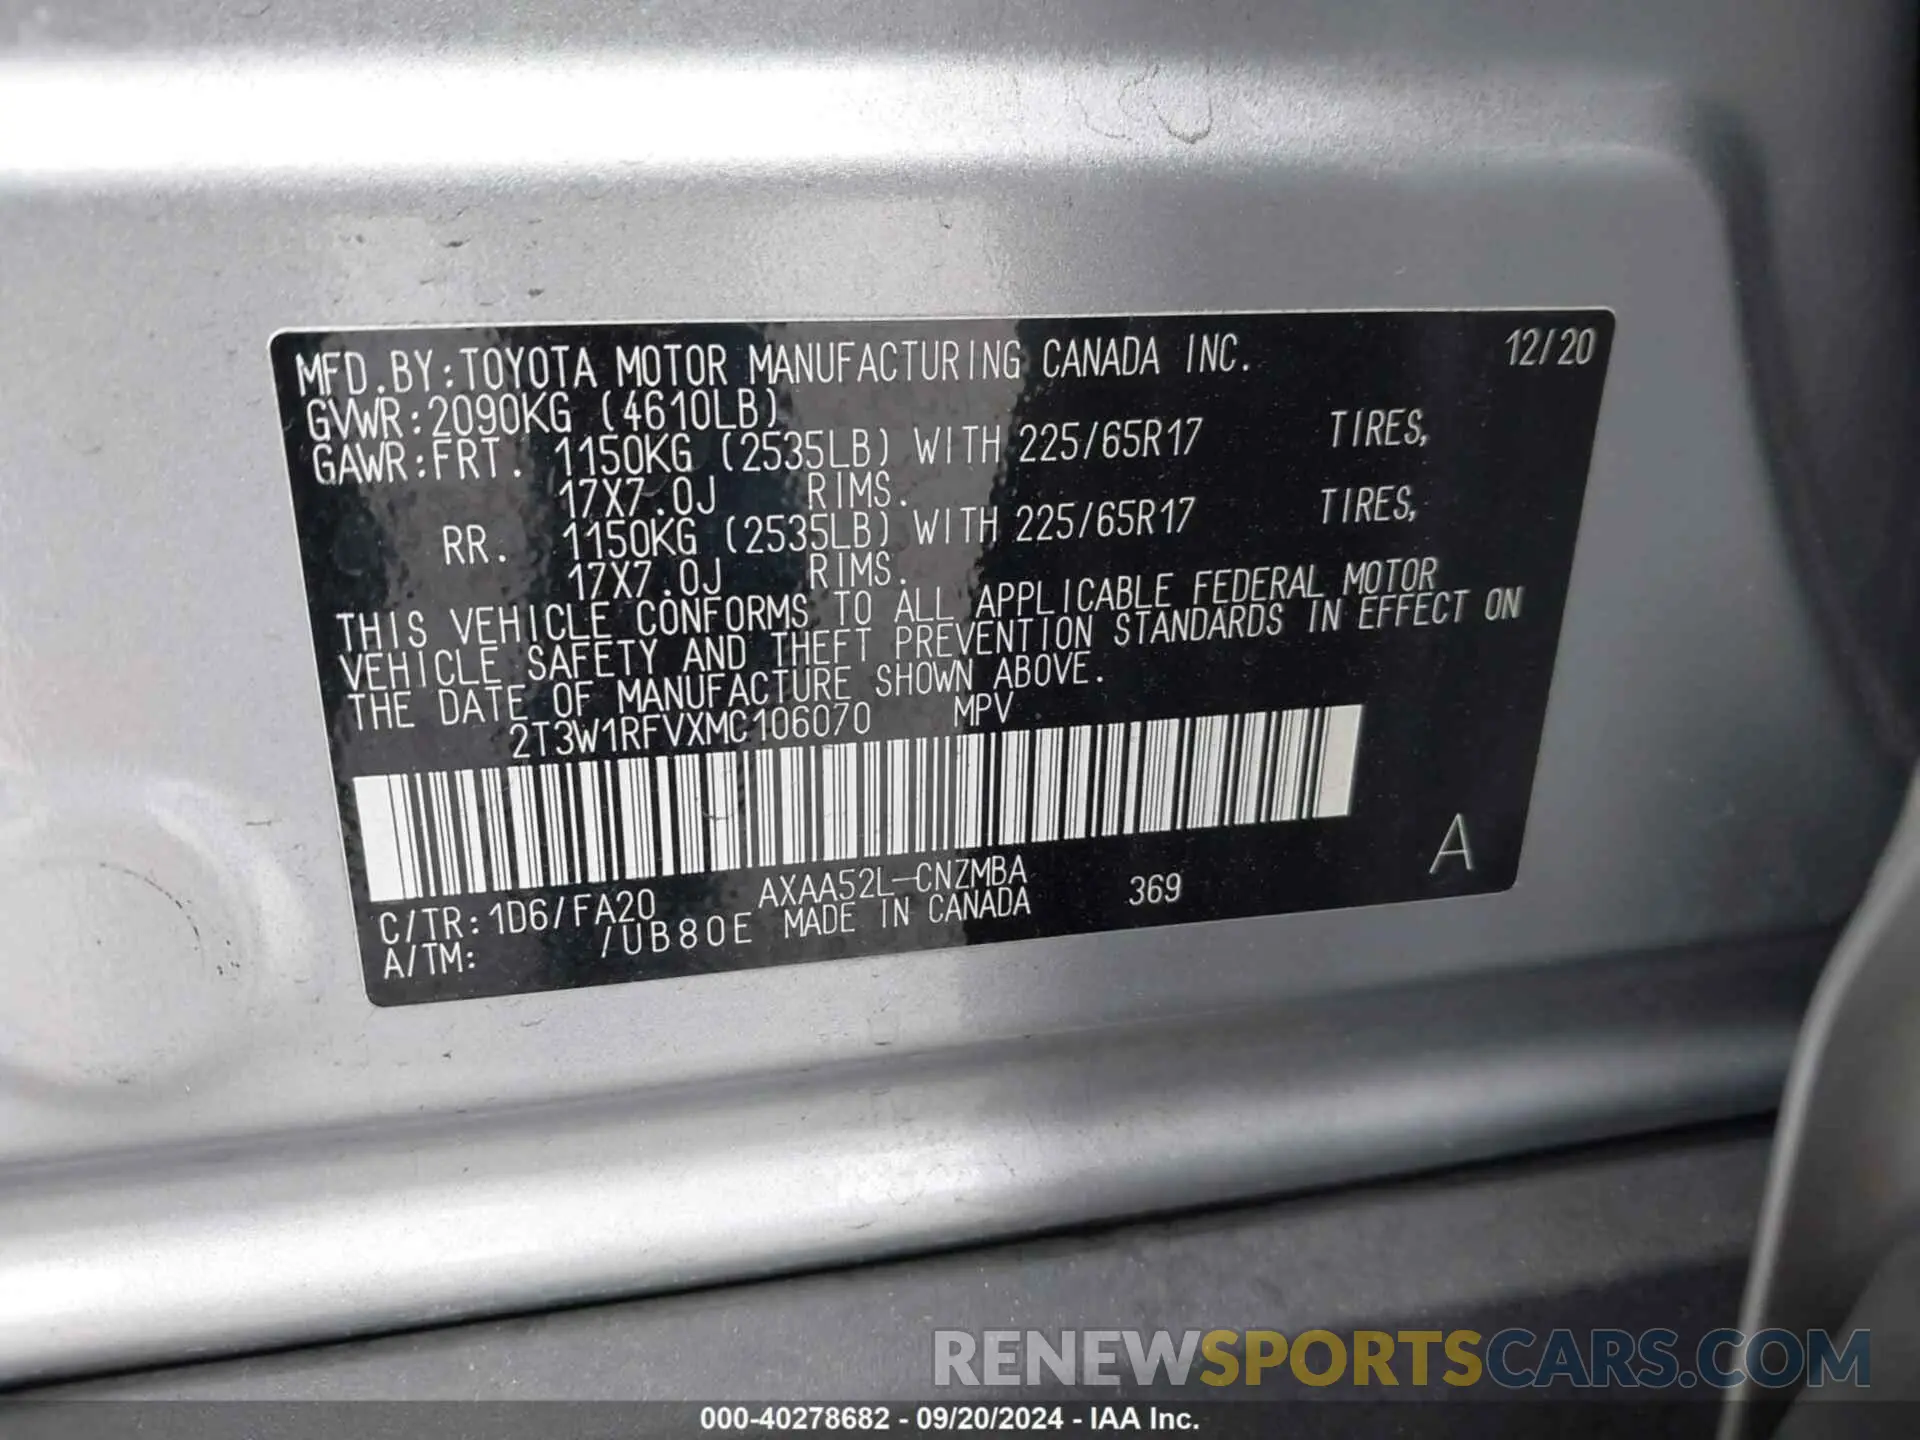 MFD.BY:TOYOTA MOTOR MANUFACTURING CANADA INC. 12/20
GVWR:2090KG (4610LB)
GAWR:FRT. 1150KG (2535LB) WITH 225/65R17 TIRES,
17X7.0J RIMS.
RR. 1150KG (2535LB) WITH 225/65R17 TIRES,
17X7.0J RIMS.
THIS VEHICLE CONFORMS TO ALL APPLICABLE FEDERAL MOTOR
VEHICLE SAFETY AND THEFT PREVENTION STANDARDS IN EFFECT ON
THE DATE OF MANUFACTURE SHOWN ABOVE.
2T3W1RFVXMC106070 MPV
C/TR:1D6/FA20 AXAA52L-CNZMBA 369 A
A/TM: /UB80E MADE IN CANADA
RENEWSPORTSCARS.COM
000-40278682 - 09/20/2024 - IAA Inc.